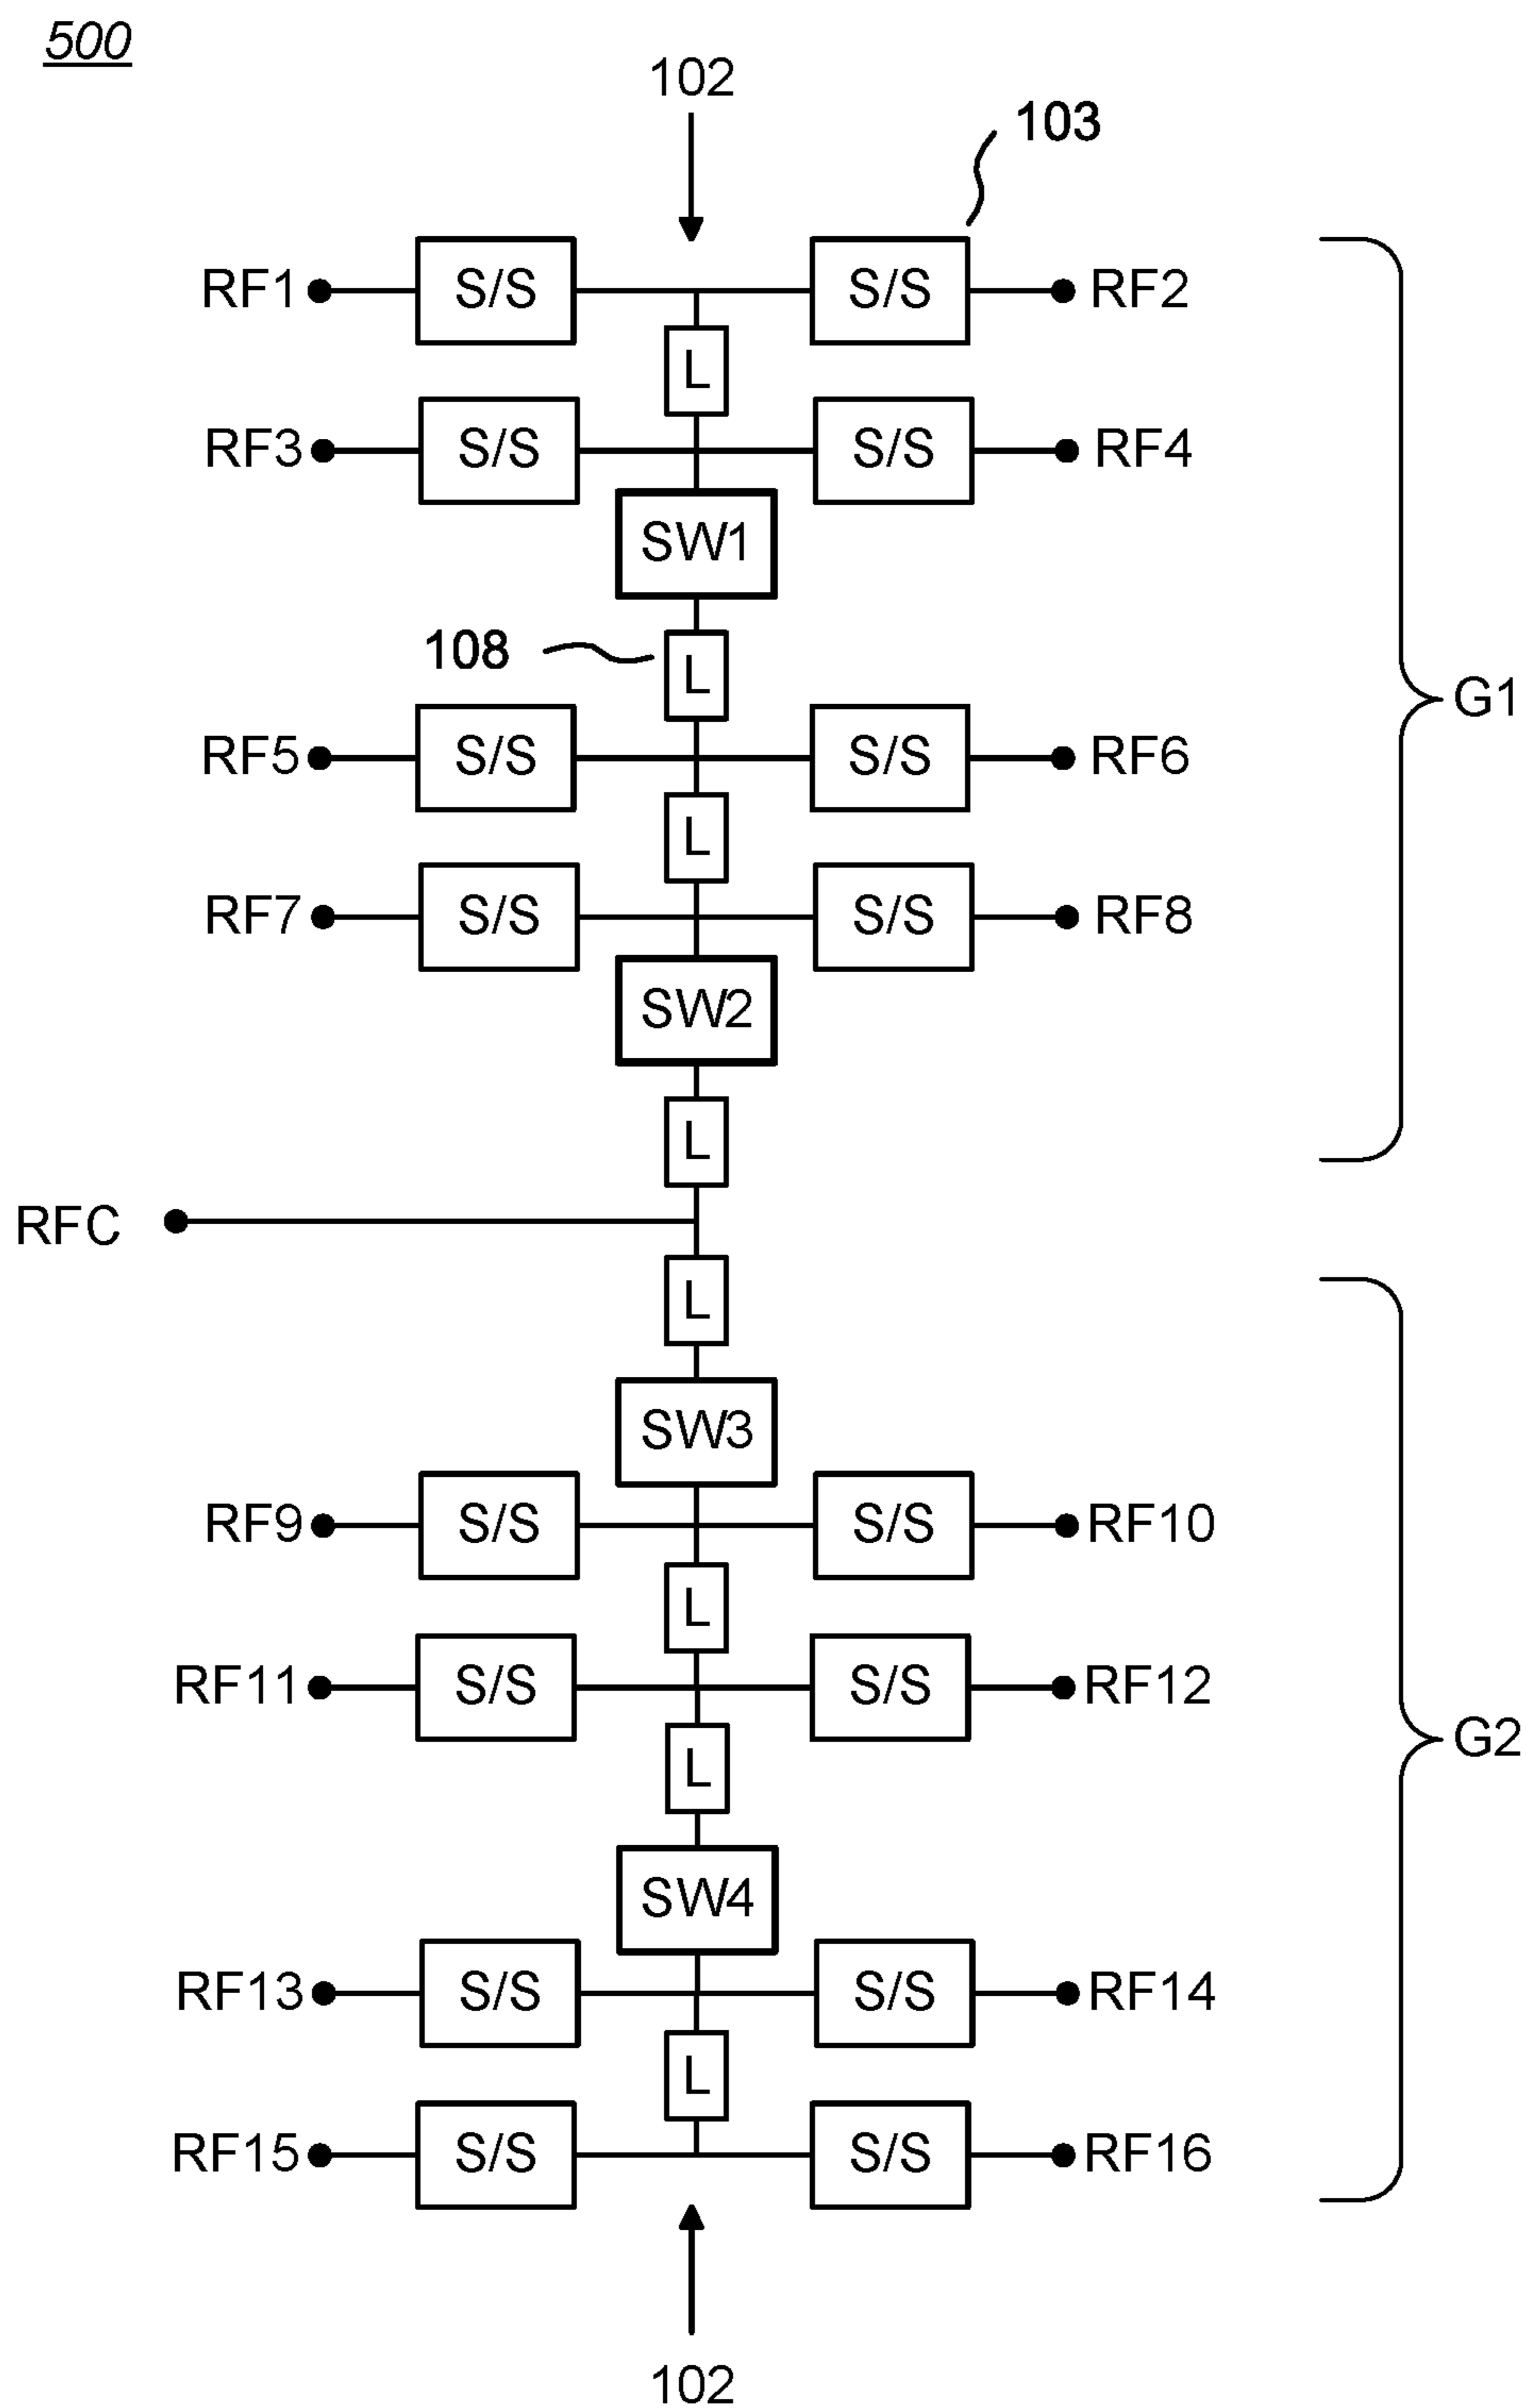 500
102
103
RF1 S/S S/S RF2
L
RF3 S/S S/S RF4
SW1
108 L
G1
RF5 S/S S/S RF6
L
RF7 S/S S/S RF8
SW2
L
RFC
L
SW3
RF9 S/S S/S RF10
L
RF11 S/S S/S RF12
G2
L
SW4
RF13 S/S S/S RF14
L
RF15 S/S S/S RF16
102